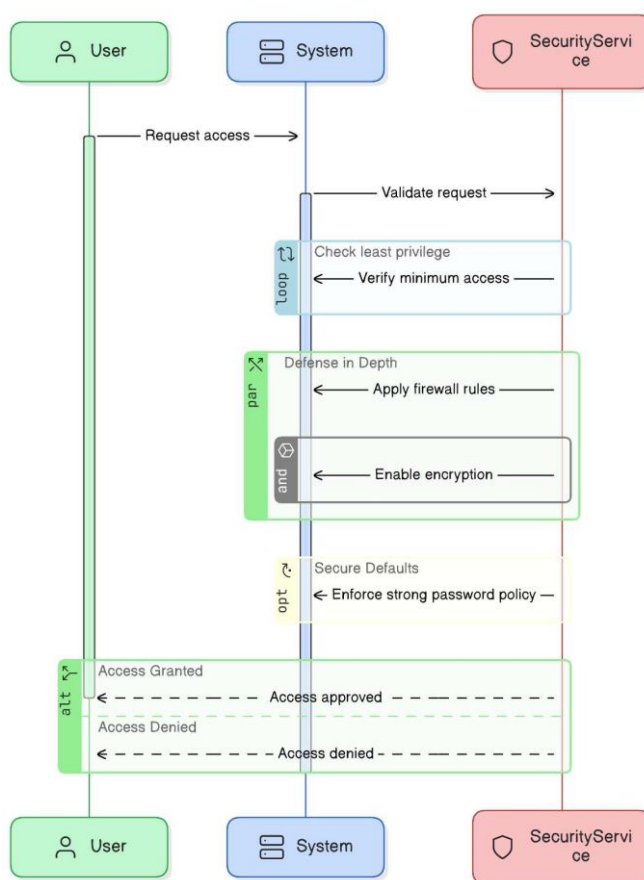 User
System
SecurityServi
ce
Request access
Validate request
loop
Check least privilege
Verify minimum access
par
Defense in Depth
Apply firewall rules
and
Enable encryption
opt
Secure Defaults
Enforce strong password policy
alt
Access Granted
Access approved
Access Denied
Access denied
User
System
SecurityServi
ce